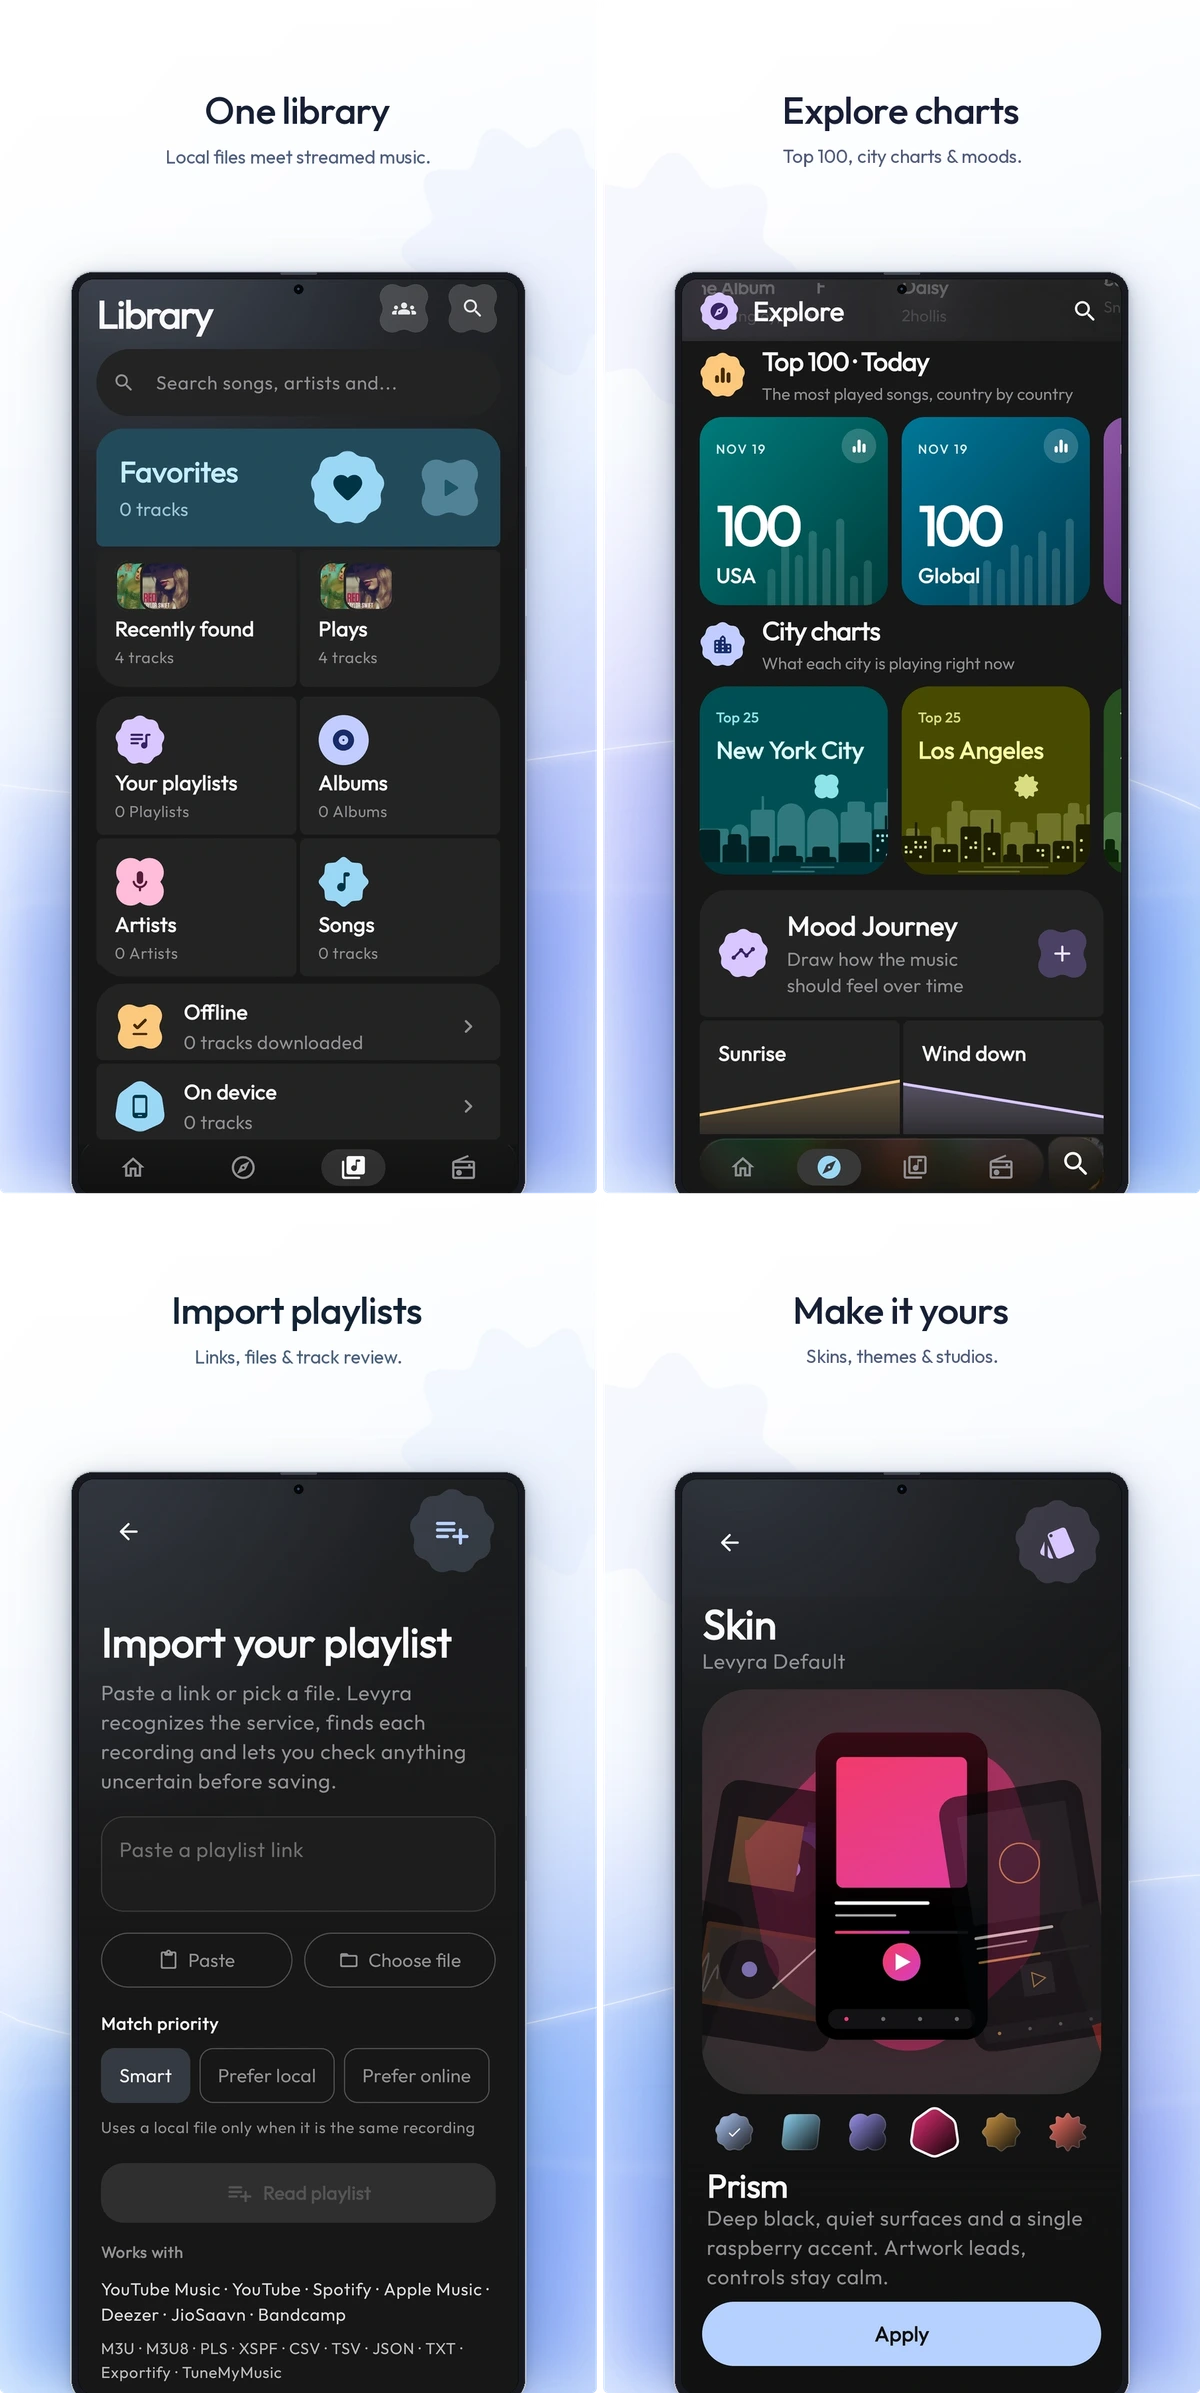 One library
Local files meet streamed music.
Library
Search songs, artists and...
Favorites
0 tracks
Recently found
4 tracks
Plays
4 tracks
Your playlists
0 Playlists
Albums
0 Albums
Artists
0 Artists
Songs
0 tracks
Offline
0 tracks downloaded
On device
0 tracks
Explore charts
Top 100, city charts & moods.
Album
Daisy
2hollis
Explore
Top 100 · Today
The most played songs, country by country
NOV 19
100
USA
NOV 19
100
Global
City charts
What each city is playing right now
Top 25
New York City
Top 25
Los Angeles
Mood Journey
Draw how the music
should feel over time
Sunrise
Wind down
Import playlists
Links, files & track review.
Import your playlist
Paste a link or pick a file. Levyra
recognizes the service, finds each
recording and lets you check anything
uncertain before saving.
Paste a playlist link
Paste
Choose file
Match priority
Smart
Prefer local
Prefer online
Uses a local file only when it is the same recording
Read playlist
Works with
YouTube Music · YouTube · Spotify · Apple Music ·
Deezer · JioSaavn · Bandcamp
M3U · M3U8 · PLS · XSPF · CSV · TSV · JSON · TXT ·
Exportify · TuneMyMusic
Make it yours
Skins, themes & studios.
Skin
Levyra Default
Prism
Deep black, quiet surfaces and a single
raspberry accent. Artwork leads,
controls stay calm.
Apply